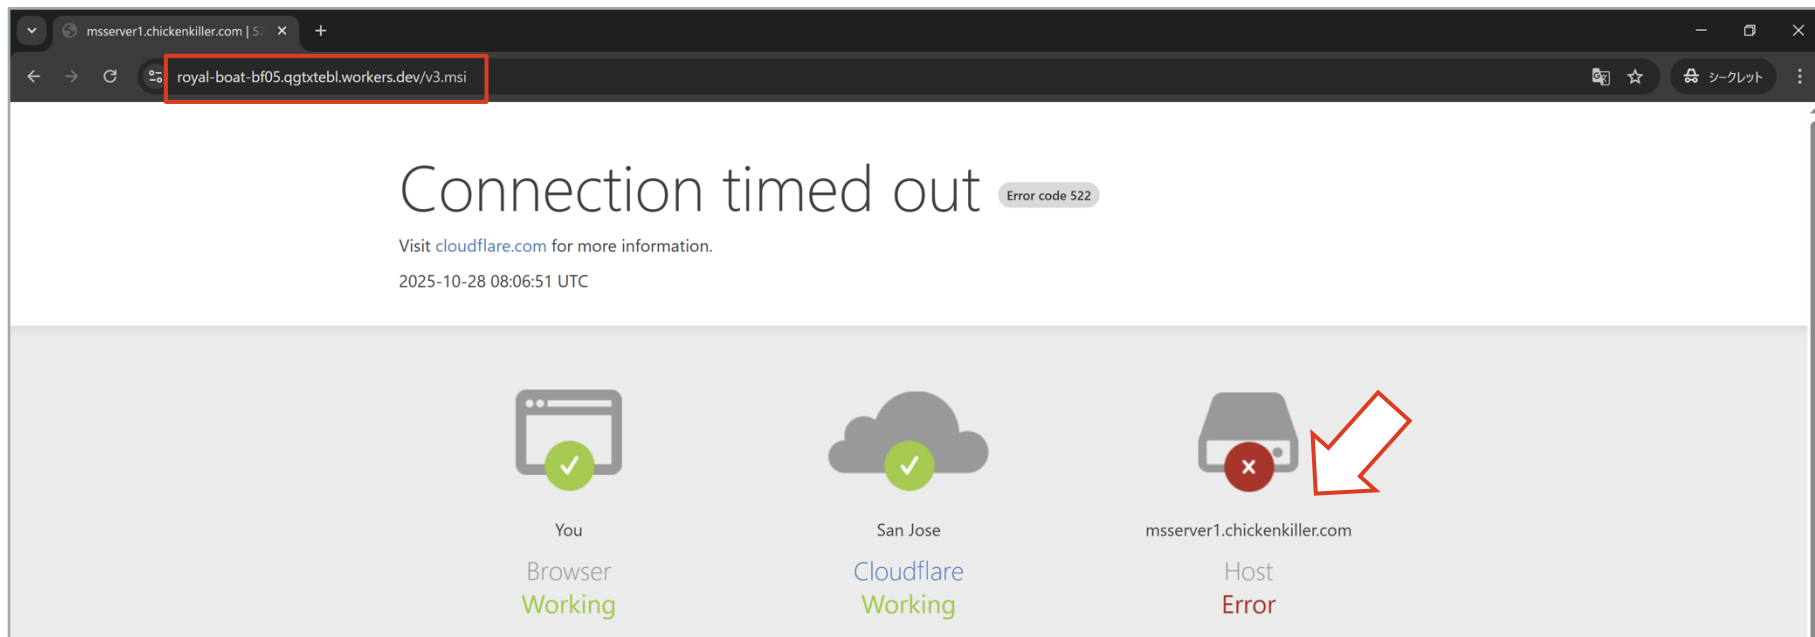 msserver1.chickenkiller.com | 52
royal-boat-bf05.qgtxtebl.workers.dev/v3.msi
シークレット
Connection timed out
Error code 522
Visit cloudflare.com for more information.
2025-10-28 08:06:51 UTC
You
Browser
Working
San Jose
Cloudflare
Working
msserver1.chickenkiller.com
Host
Error